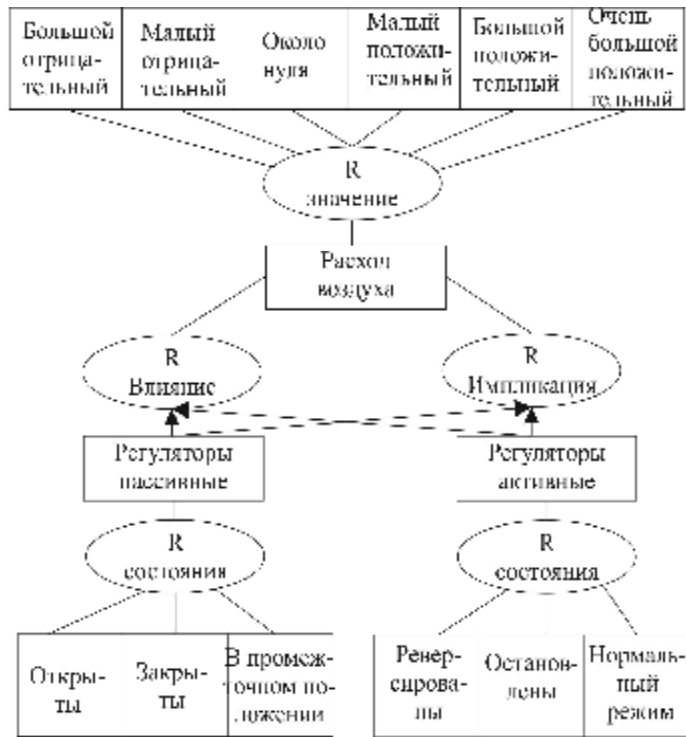 Большой
отрица-
тельный
Малый
отрица-
тельный
Около
нуля
Малый
положи-
тельный
Большой
положи-
тельный
Очень
большой
положи-
тельный
R
значение
Расход
воздуха
R
Влияние
R
Импликация
Регуляторы
пассивные
Регуляторы
активные
R
состояния
R
состояния
Откры-
ты
Закры-
ты
В промеж-
точном по-
ложении
Ревер-
сирова-
ны
Останов-
лены
Нормаль-
ный
режим